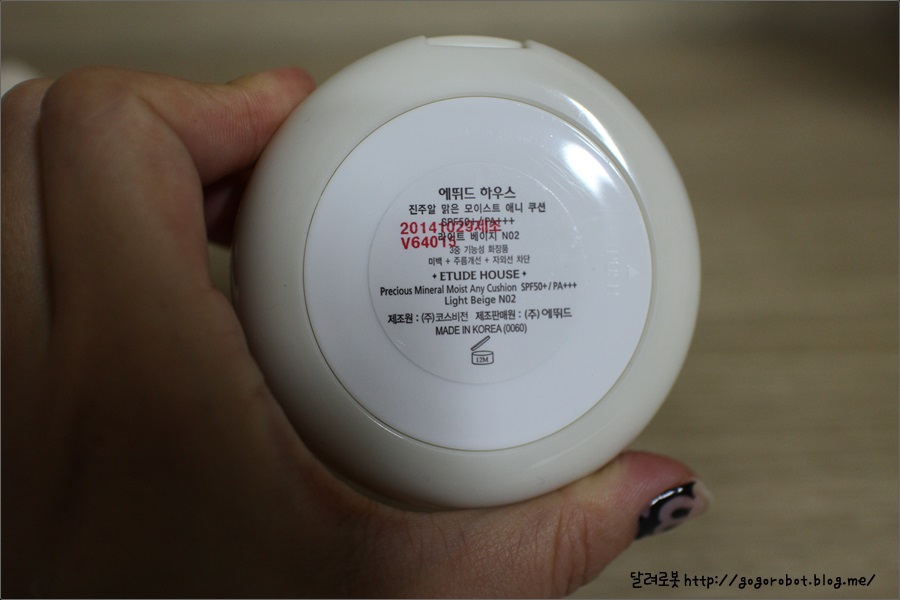 에뛰드 하우스
진주알 맑은 모이스트 애니 쿠션
SPF50+/PA+++
20141029제조
라이트 베이지 N02
V64015
3중 기능성 화장품
미백 + 주름개선 + 자외선 차단
ETUDE HOUSE
Precious Mineral Moist Any Cushion SPF50+/PA+++
Light Beige N02
제조원 : (주)코스비전 제조판매원 : (주)에뛰드
MADE IN KOREA (0060)
12M
달려로봇 http://gogorobot.blog.me/